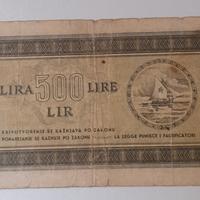 LIRA 500 LIRE
LIR
KRIVOTVORENJE SE KAŽNJAVA PO ZAKONU
PONAREJANJE SE KAZNUJE PO ZAKONU LA LEGGE PUNISCE I FALSIFICATORI